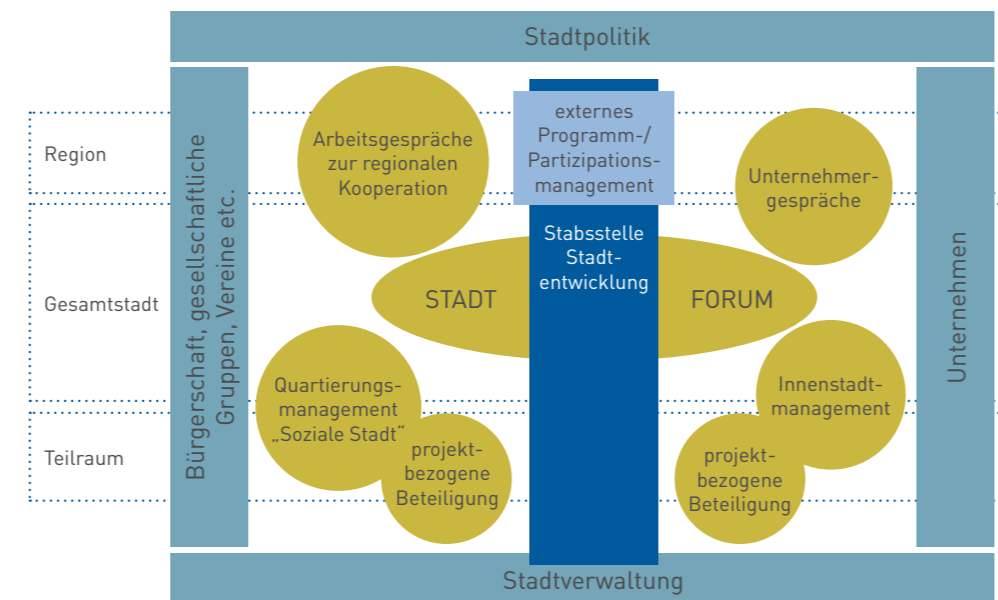 Stadtpolitik
Region
Gesamtstadt
Teilraum
Bürgerschaft, gesellschaftliche
Gruppen, Vereine etc.
Arbeitsgespräche
zur regionalen
Kooperation
externes
Programm-/
Partizipations-
management
Unternehmer-
gespräche
Stabsstelle
Stadt-
entwicklung
STADT
FORUM
Quartierungs-
management
„Soziale Stadt“
projekt-
bezogene
Beteiligung
Innenstadt-
management
projekt-
bezogene
Beteiligung
Unternehmen
Stadtverwaltung